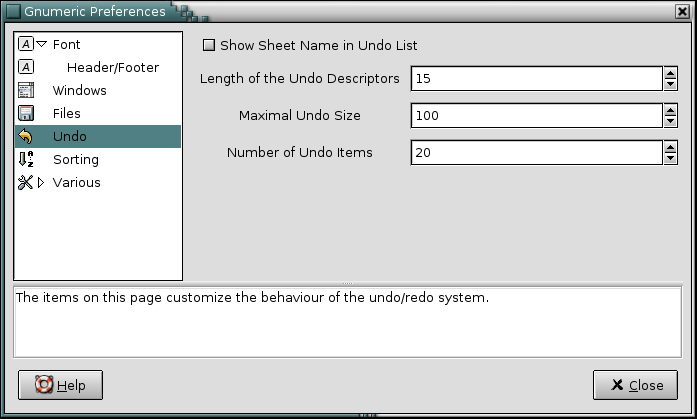 Gnumeric Preferences
Font
Header/Footer
Windows
Files
Undo
Sorting
Various
Show Sheet Name in Undo List
Length of the Undo Descriptors 15
Maximal Undo Size 100
Number of Undo Items 20
The items on this page customize the behaviour of the undo/redo system.
Help
Close